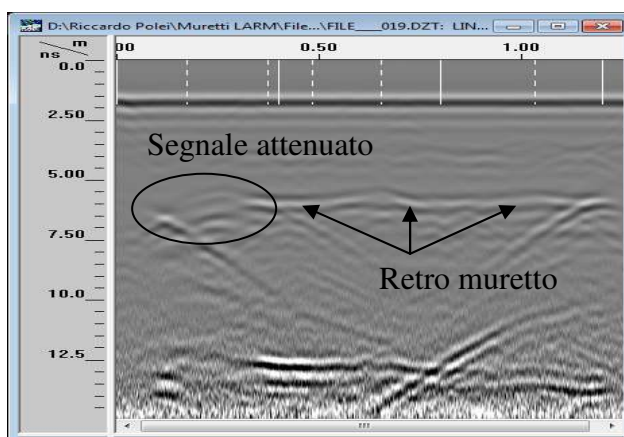 D:\Riccardo Polei\Muretti LARM\File...\FILE___019.DZT: LIN...
m
ns
00 0.50 1.00
0.0
2.50
5.00
7.50
10.0
12.5
Segnale attenuato
Retro muretto